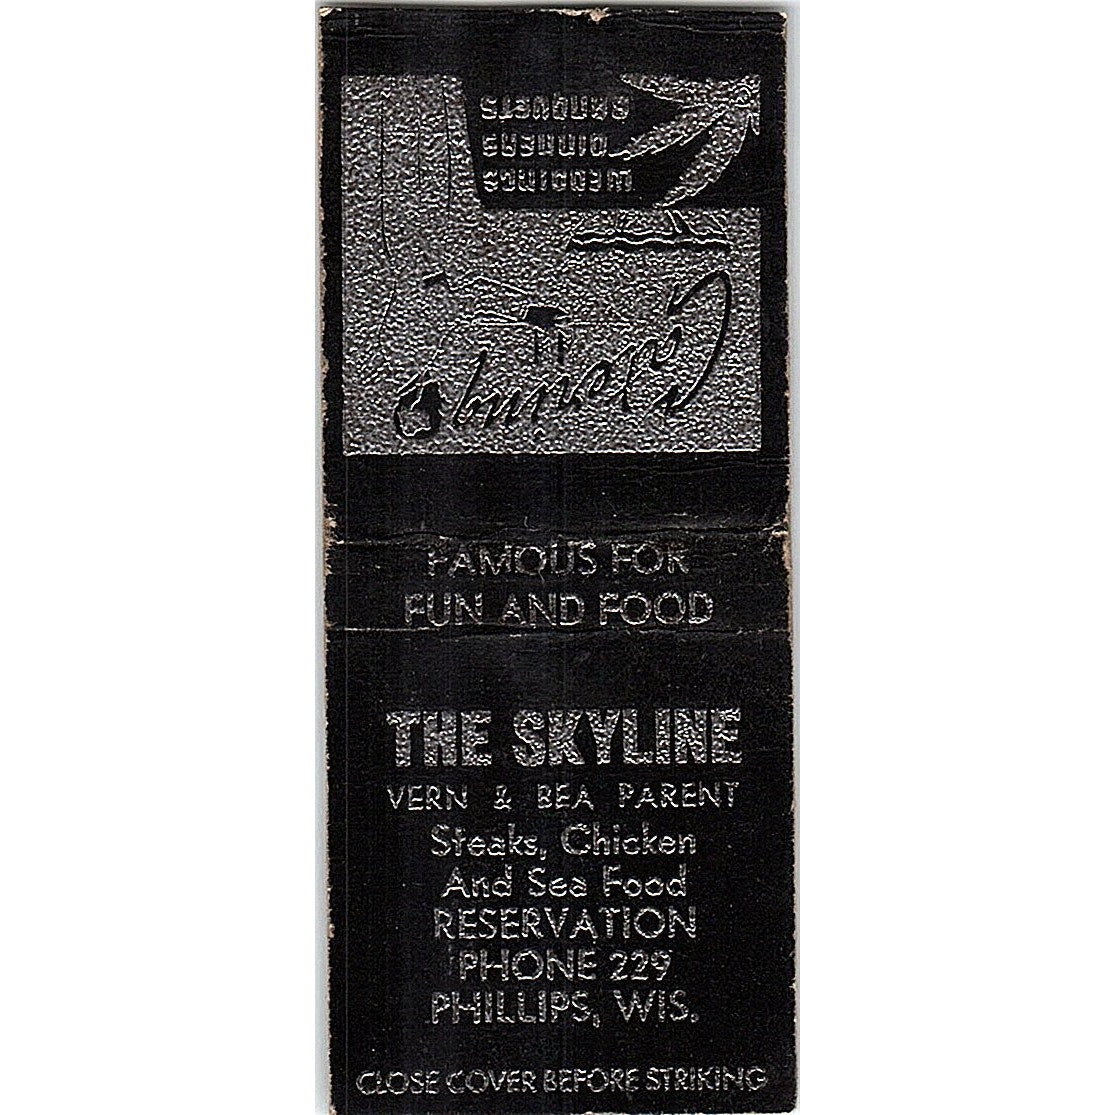 WEDDINGS
DINNERS
BANQUETS
FAMOUS FOR
FUN AND FOOD
THE SKYLINE
VERN & BEA PARENT
Steaks, Chicken
And Sea Food
RESERVATION
PHONE 229
PHILLIPS, WIS.
CLOSE COVER BEFORE STRIKING